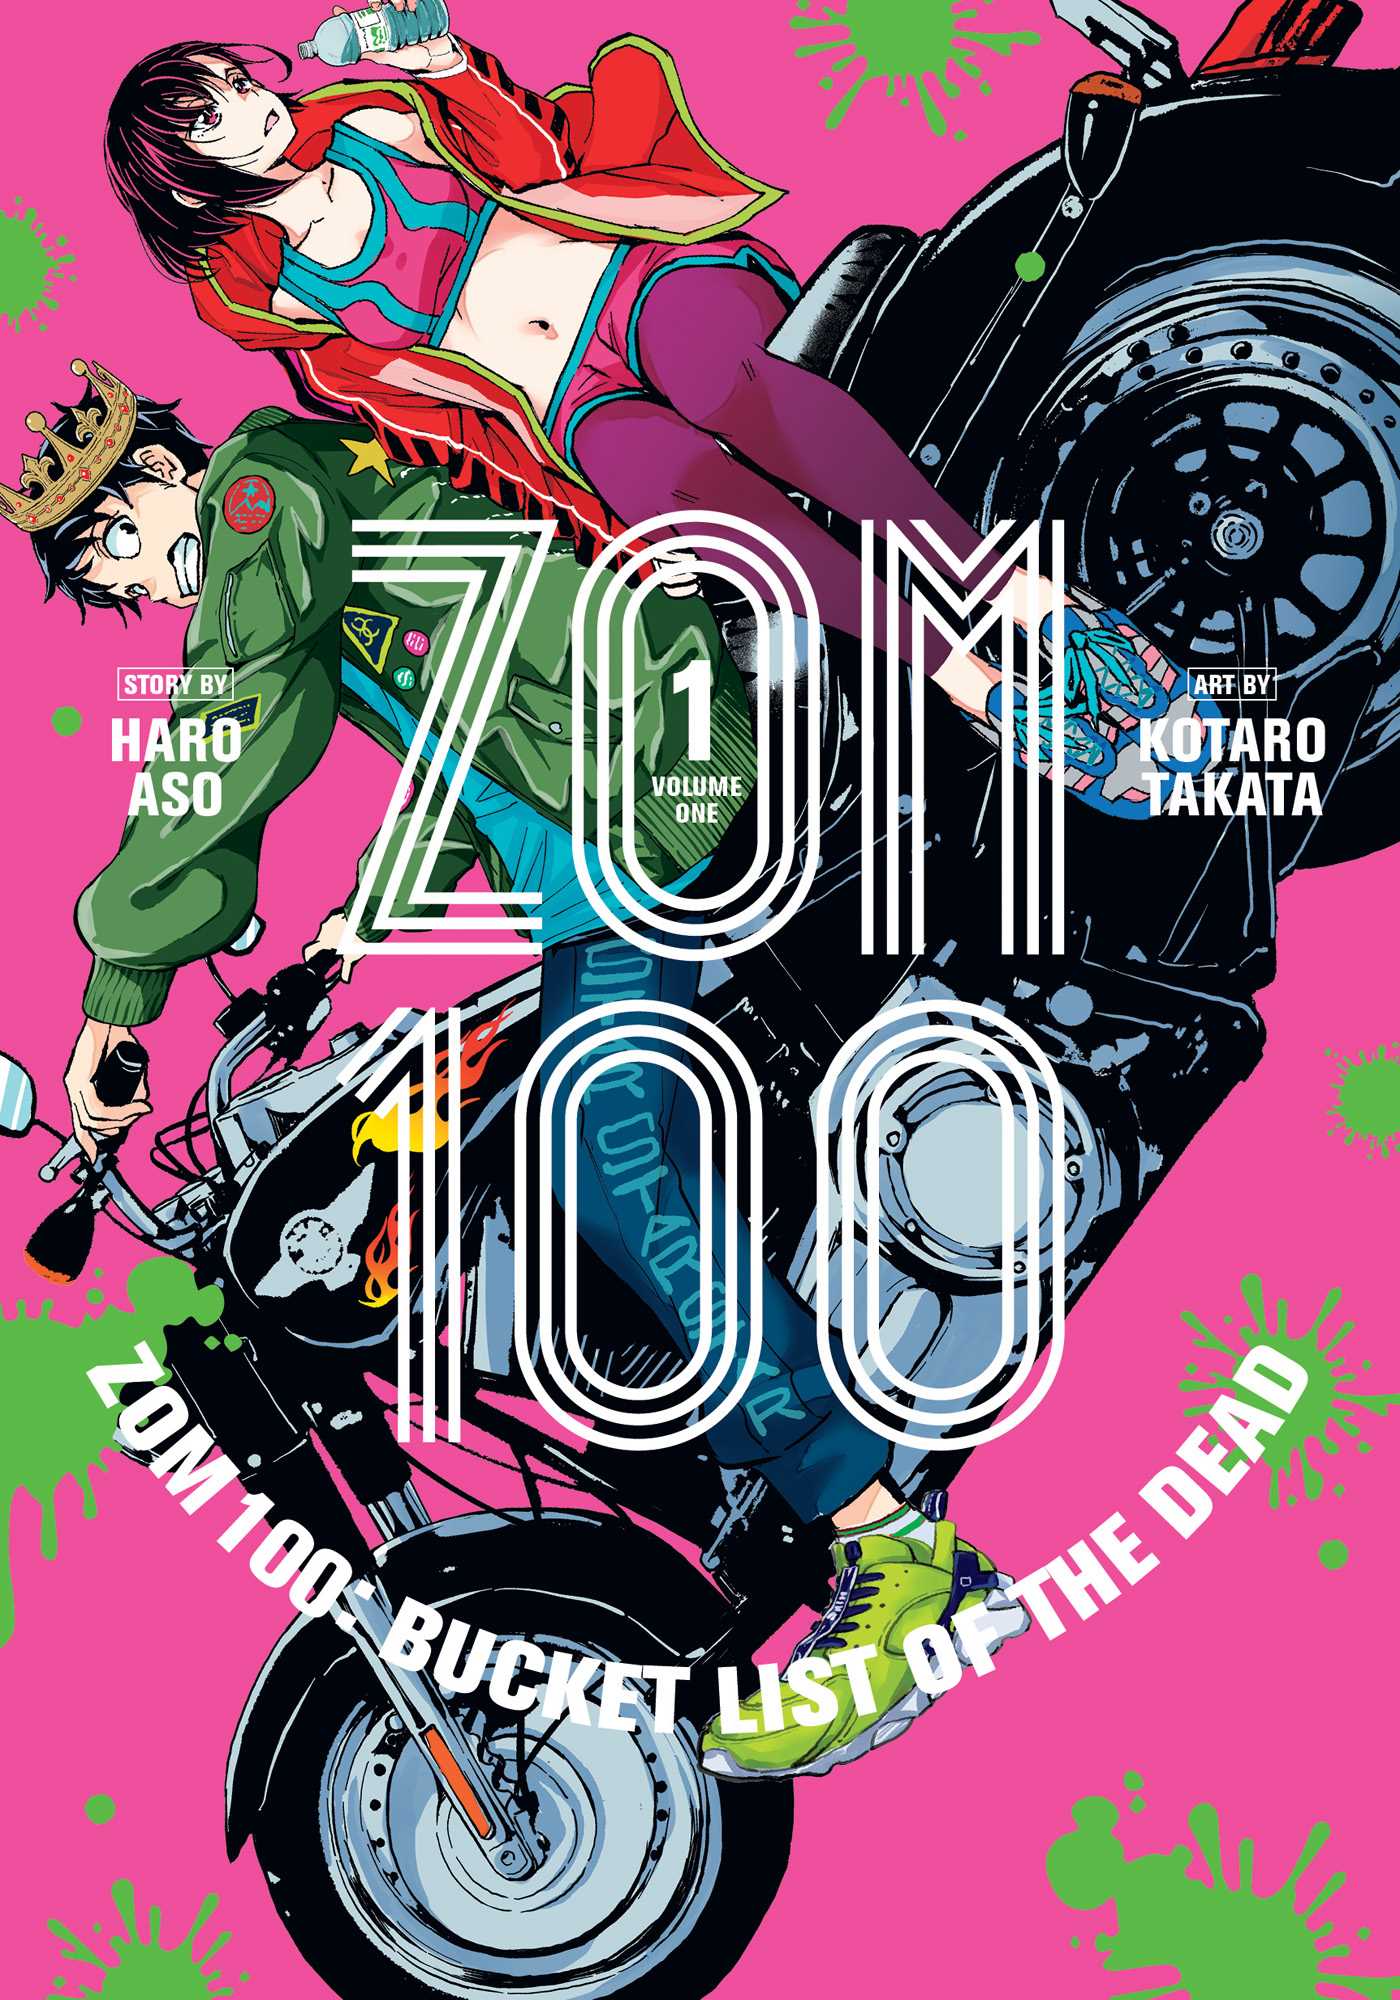 STORY BY
HARO
ASO
ZOM
1
VOLUME
ONE
ART BY
KOTARO
TAKATA
100
ZOM 100: BUCKET LIST OF THE DEAD